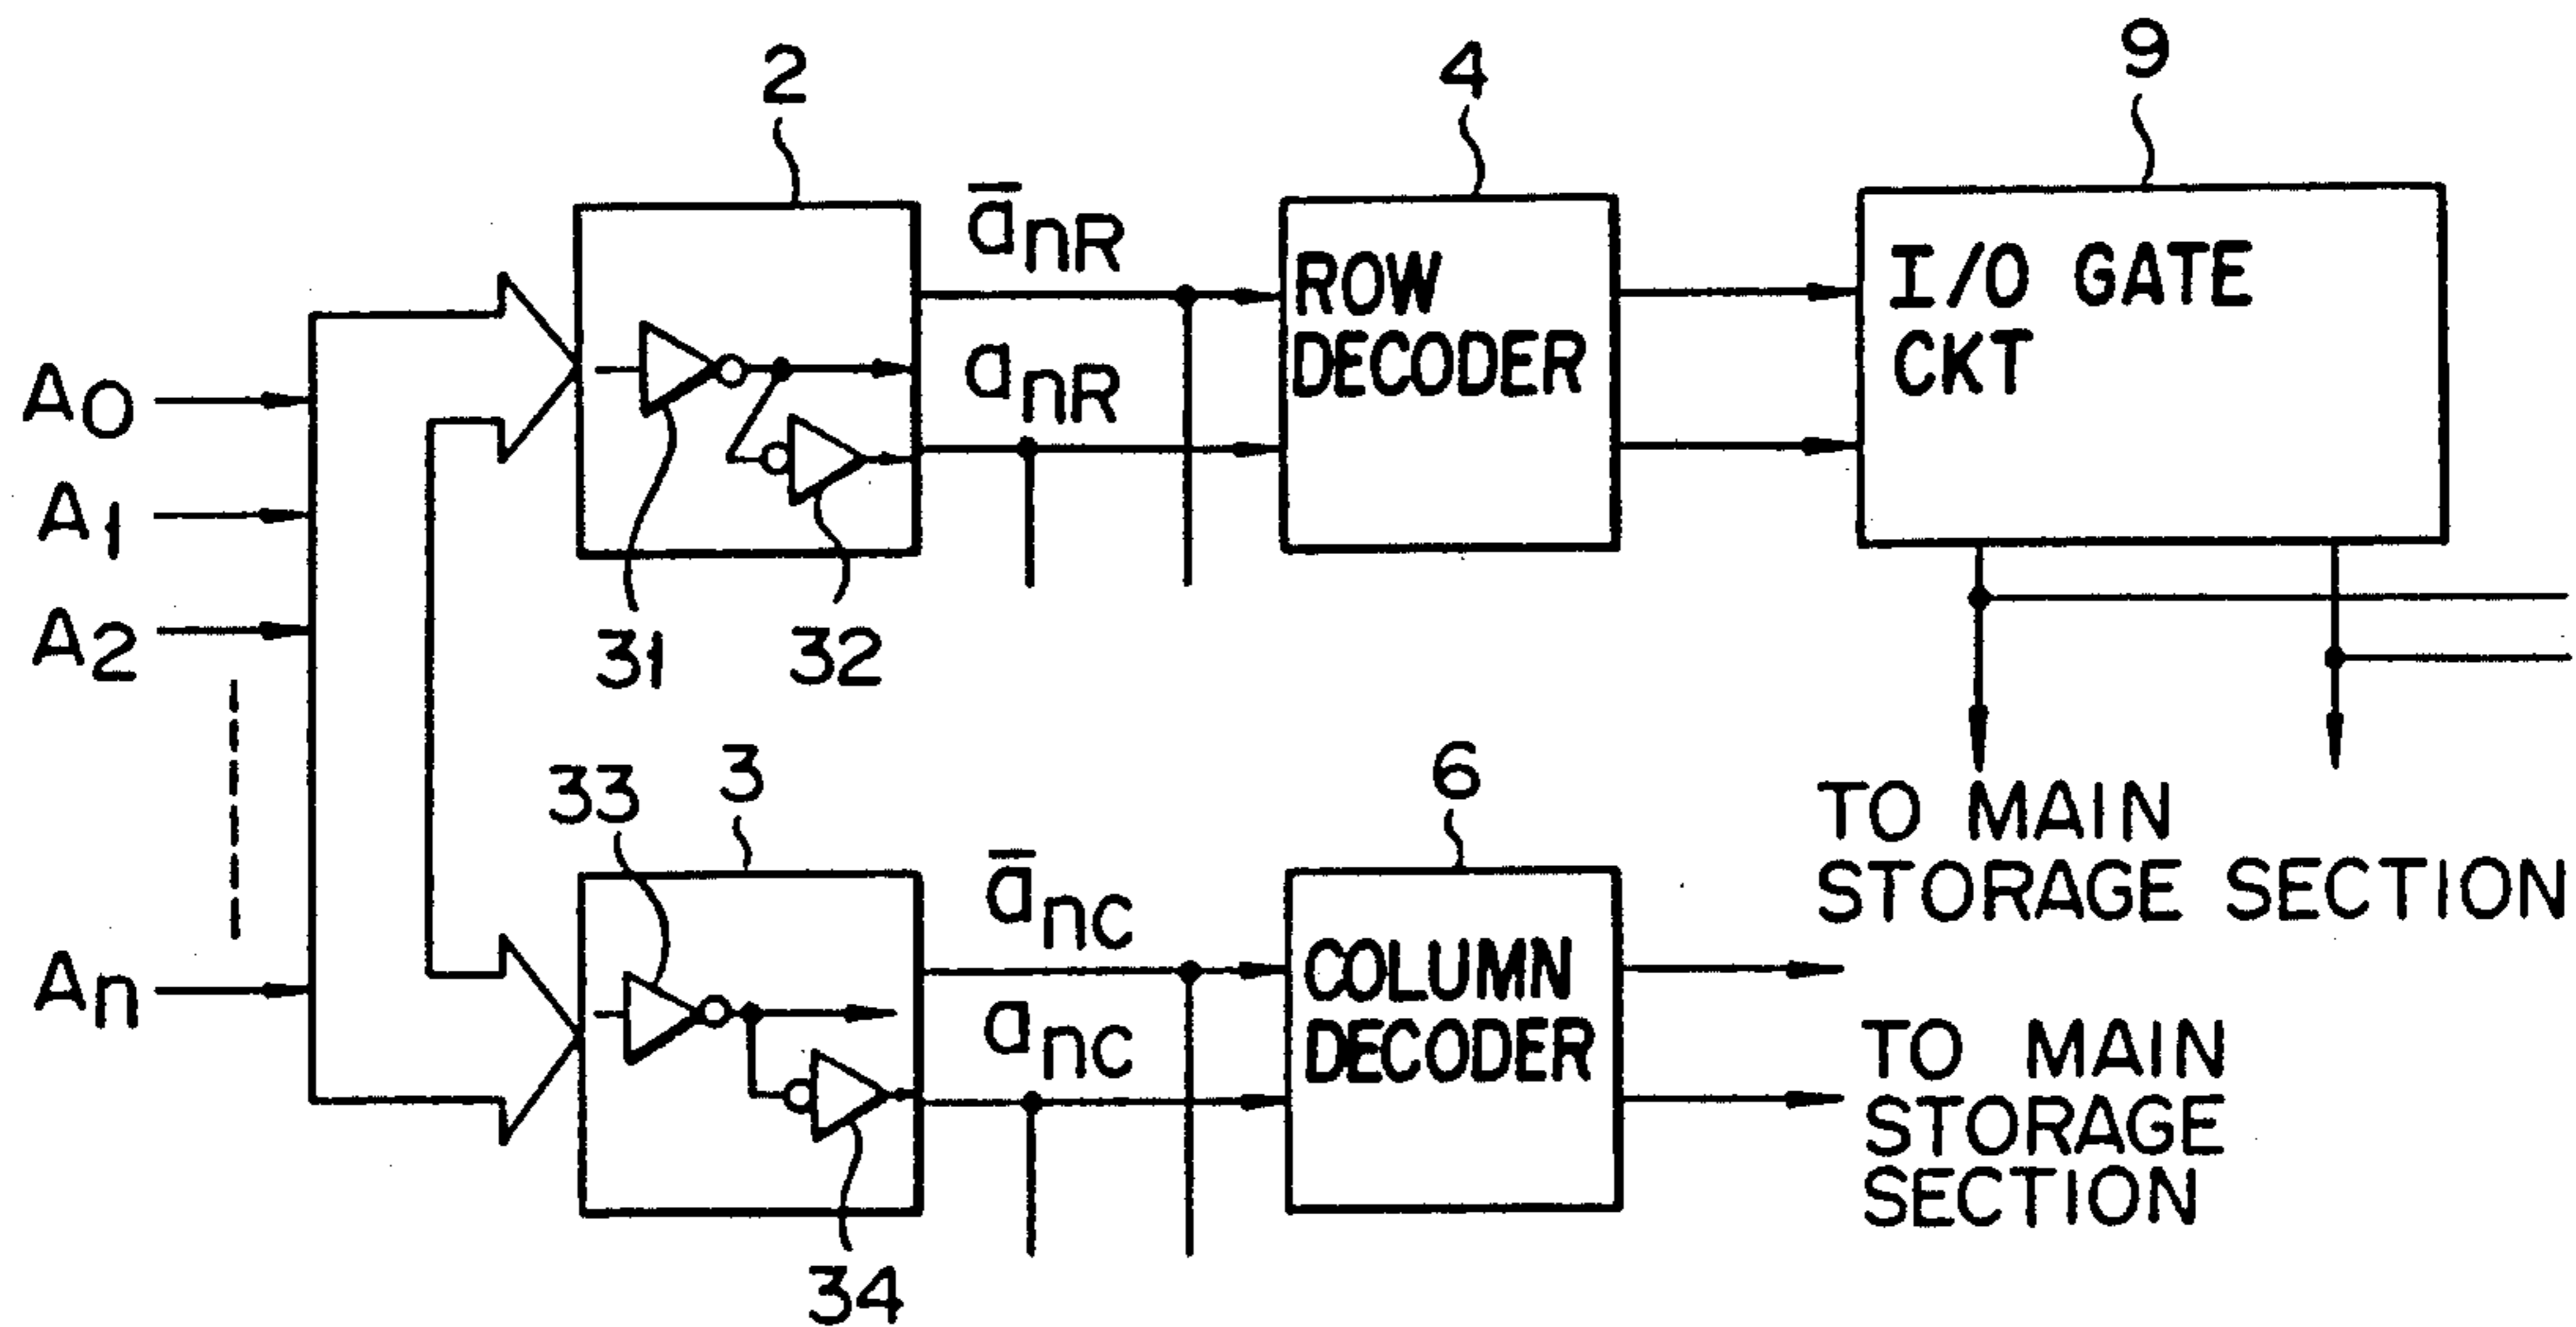 2
4
9
ānR
anR
ROW
DECODER
I/O GATE
CKT
A0
A1
A2
An
31
32
33
3
6
ānC
anC
COLUMN
DECODER
34
TO MAIN
STORAGE SECTION
TO MAIN
STORAGE
SECTION